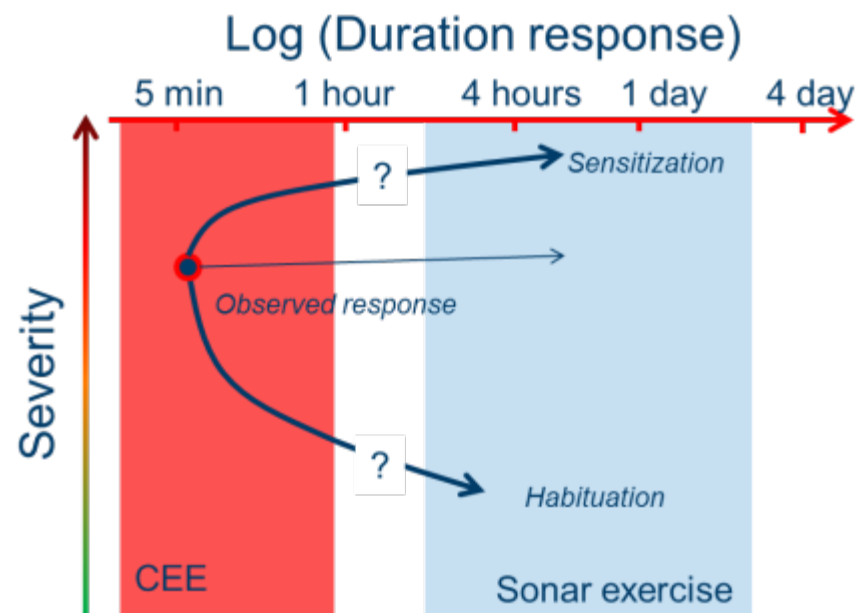 Log (Duration response)
5 min 1 hour 4 hours 1 day 4 day
? Sensitization
Observed response
Severity
?
Habituation
CEE
Sonar exercise